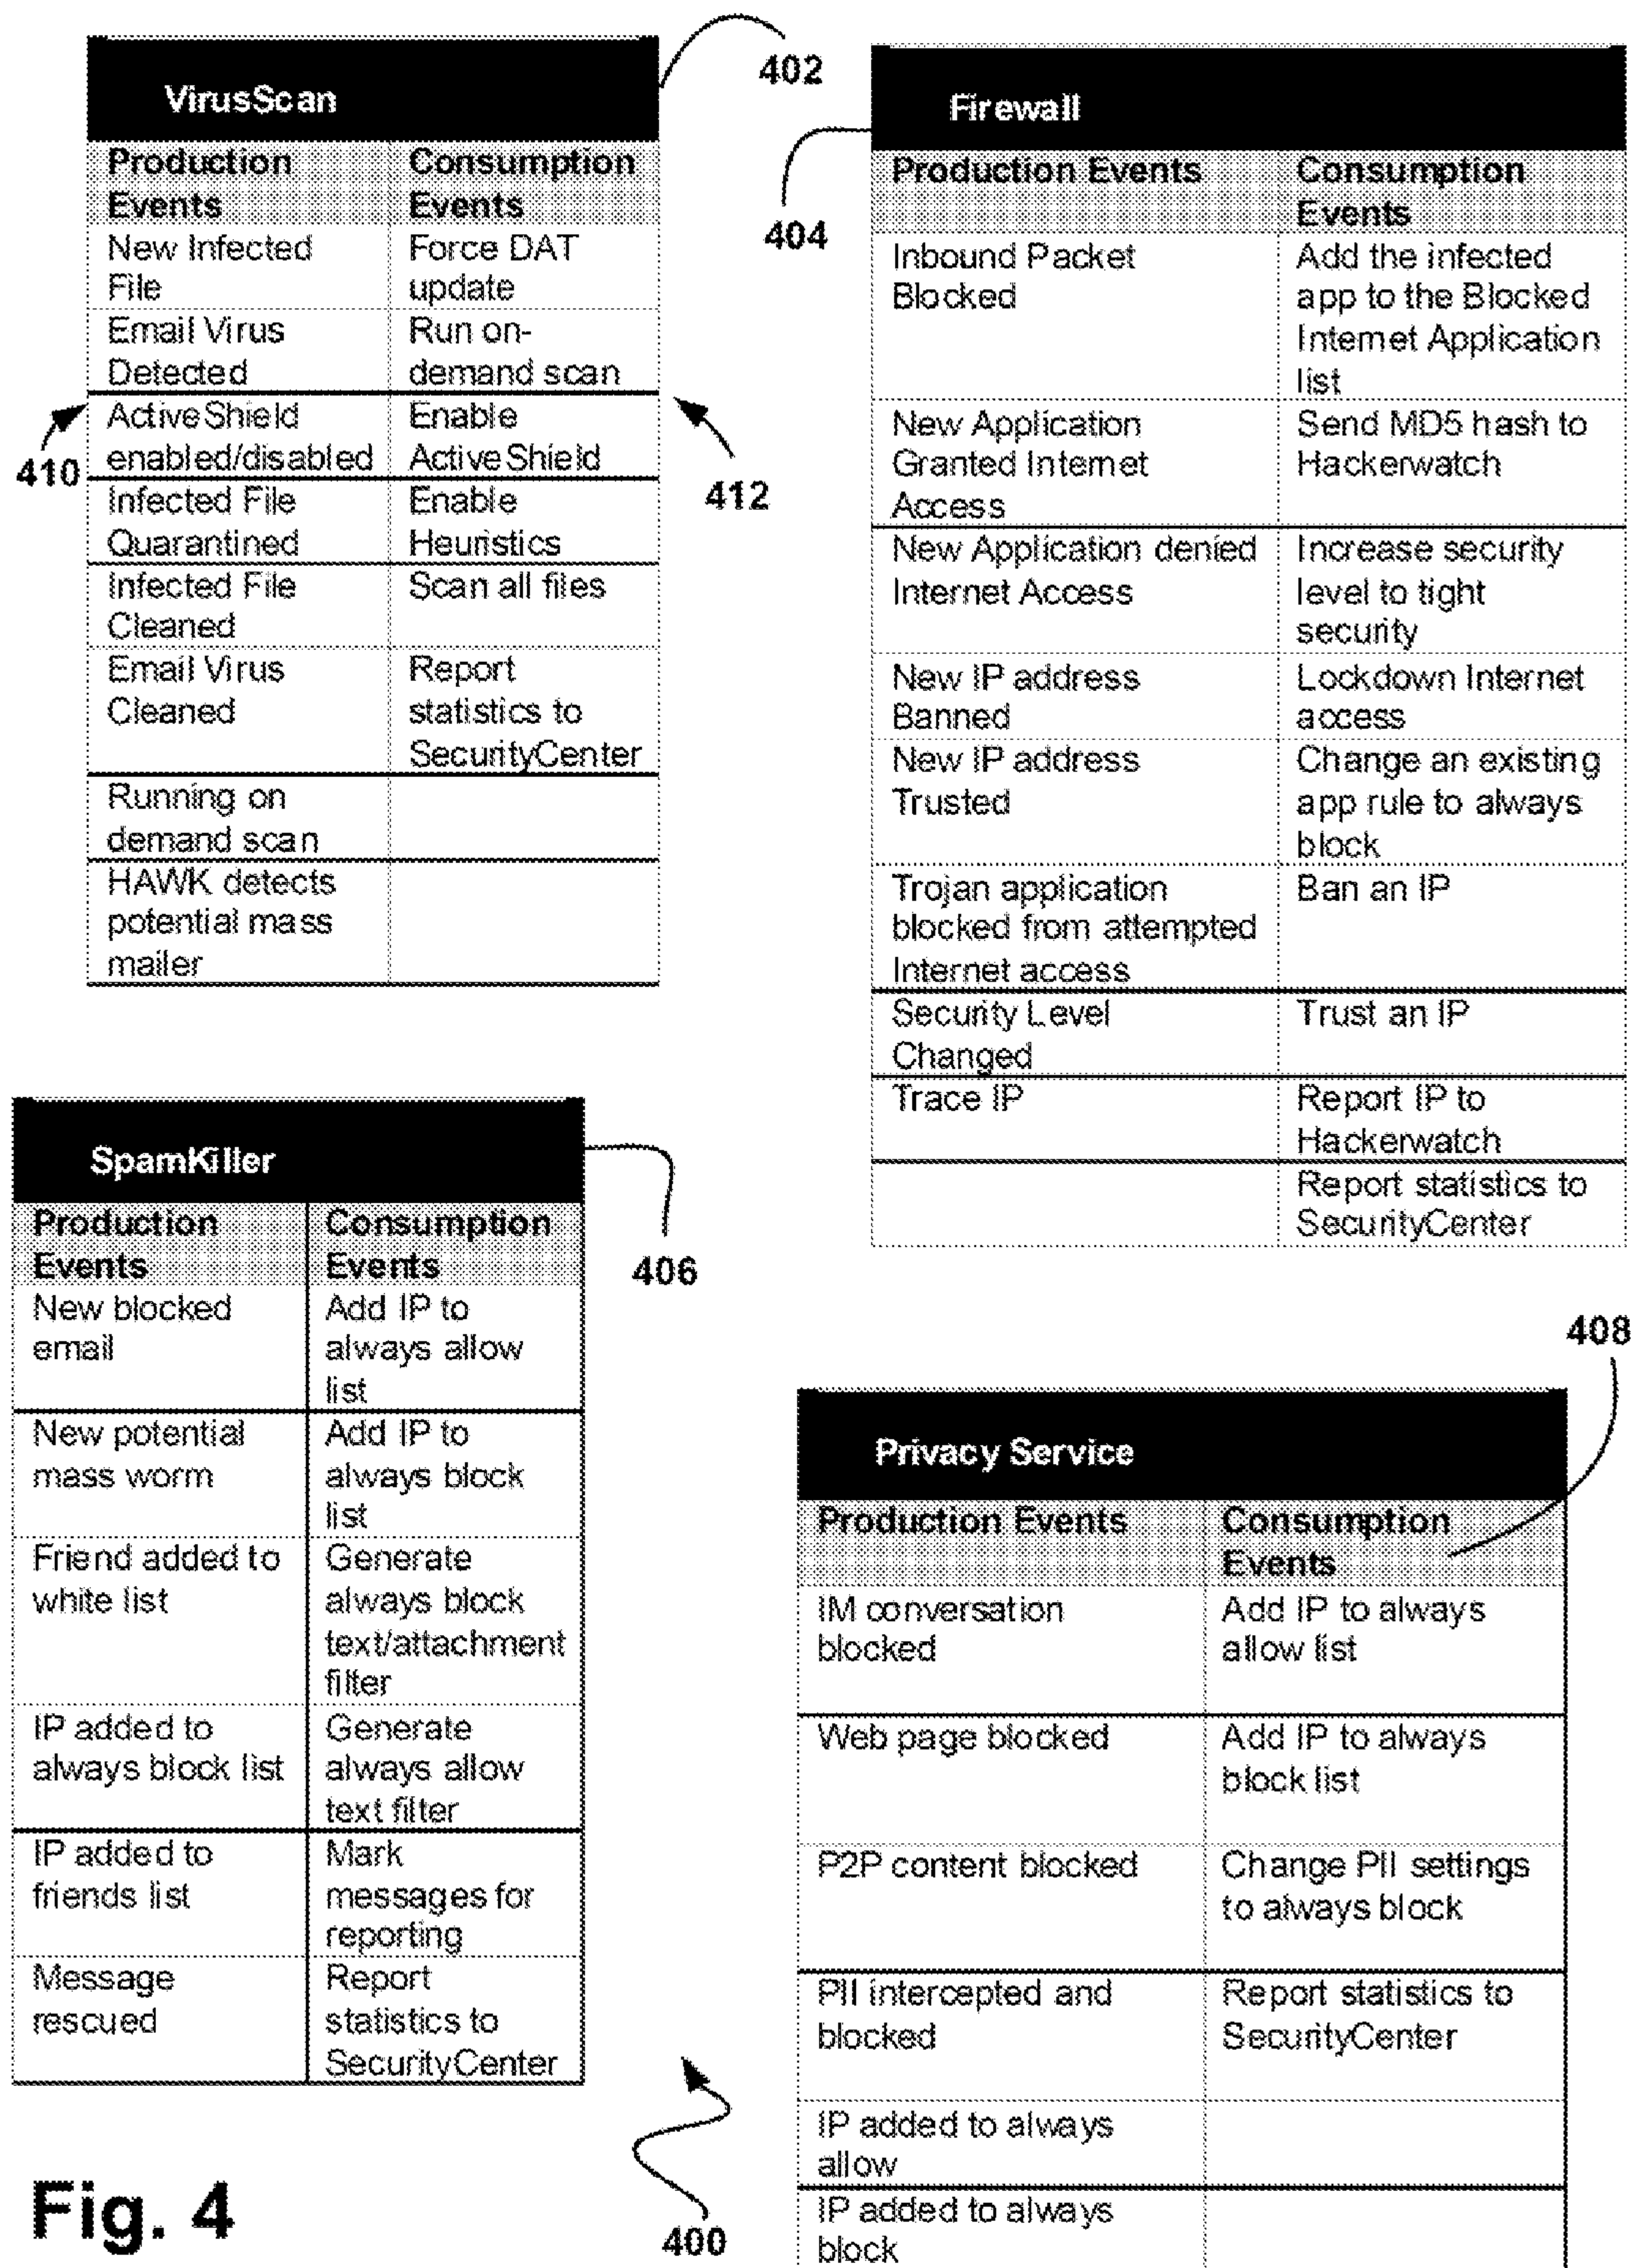 402
VirusScan
Production Events
Consumption Events
New Infected File
Force DAT update
Email Virus Detected
Run on-demand scan
ActiveShield enabled/disabled
Enable ActiveShield
410
412
Infected File Quarantined
Enable Heuristics
Infected File Cleaned
Scan all files
Email Virus Cleaned
Report statistics to SecurityCenter
Running on demand scan
HAWK detects potential mass mailer
Firewall
404
Production Events
Consumption Events
Inbound Packet Blocked
Add the infected app to the Blocked Internet Application list
New Application Granted Internet Access
Send MD5 hash to Hackerwatch
New Application denied Internet Access
Increase security level to tight security
New IP address Banned
Lockdown Internet access
New IP address Trusted
Change an existing app rule to always block
Trojan application blocked from attempted Internet access
Ban an IP
Security Level Changed
Trust an IP
Trace IP
Report IP to Hackerwatch
Report statistics to SecurityCenter
SpamKiller
406
Production Events
Consumption Events
New blocked email
Add IP to always allow list
New potential mass worm
Add IP to always block list
Friend added to white list
Generate always block text/attachment filter
IP added to always block list
Generate always allow text filter
IP added to friends list
Mark messages for reporting
Message rescued
Report statistics to SecurityCenter
408
Privacy Service
Production Events
Consumption Events
IM conversation blocked
Add IP to always allow list
Web page blocked
Add IP to always block list
P2P content blocked
Change PII settings to always block
PII intercepted and blocked
Report statistics to SecurityCenter
IP added to always allow
IP added to always block
400
Fig. 4